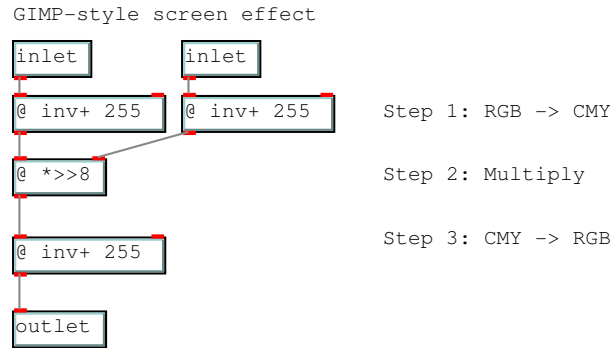 GIMP-style screen effect
inlet inlet
@ inv+ 255 @ inv+ 255 Step 1: RGB -> CMY
@ *>>8 Step 2: Multiply
@ inv+ 255 Step 3: CMY -> RGB
outlet